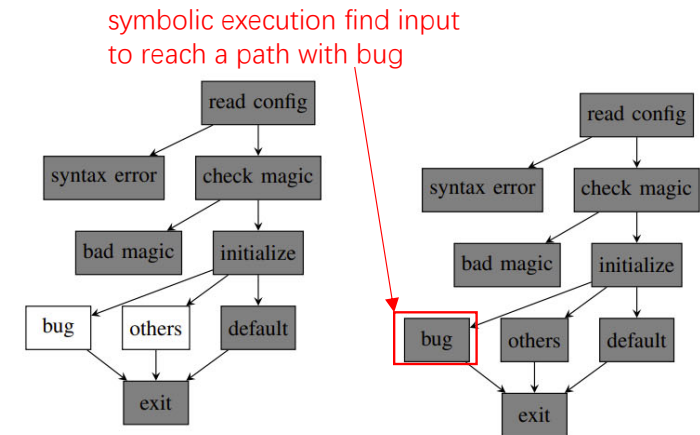 symbolic execution find input
to reach a path with bug
read config
syntax error
check magic
bad magic
initialize
bug
others
default
exit
read config
syntax error
check magic
bad magic
initialize
bug
others
default
exit